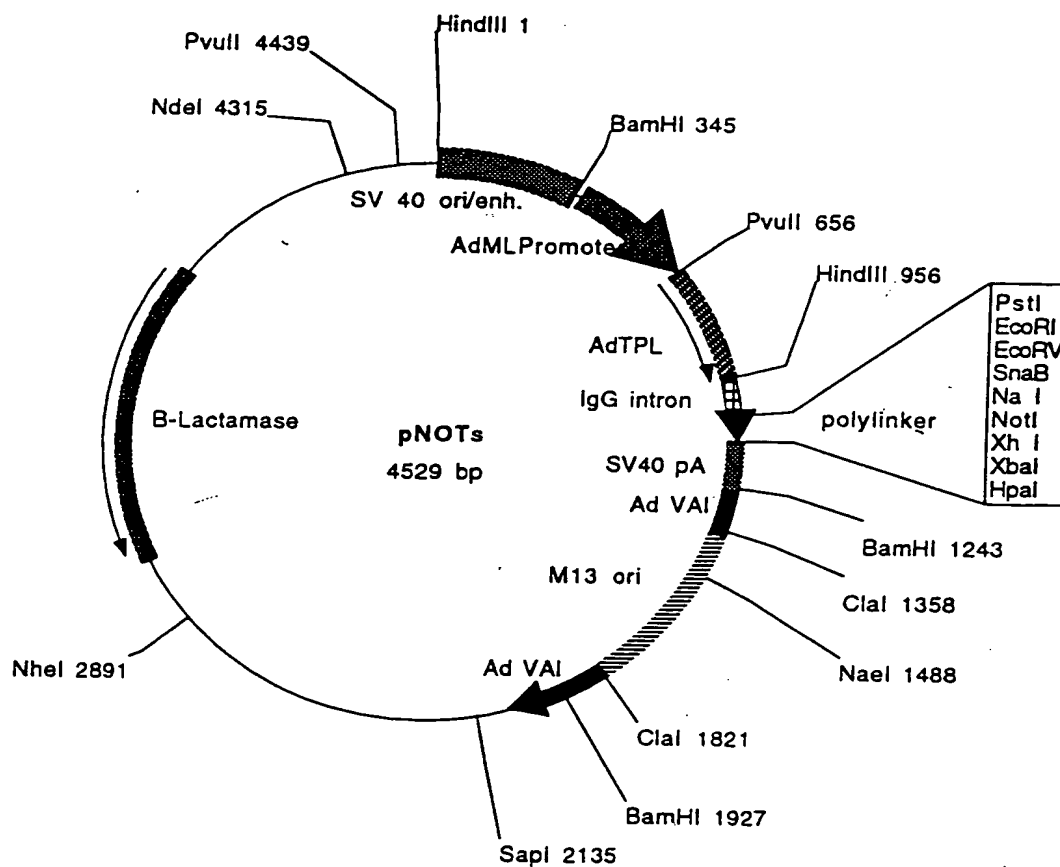 HindIII 1
PvuII 4439
NdeI 4315
BamHI 345
SV 40 ori/enh.
AdMLPromote
PvuII 656
HindIII 956
PstI
EcoRI
EcoRV
SnaB
Na I
NotI
Xh I
XbaI
HpaI
AdTPL
IgG intron
polylinker
B-Lactamase
pNOTs
4529 bp
SV40 pA
Ad VAI
BamHI 1243
M13 ori
ClaI 1358
NheI 2891
NaeI 1488
Ad VAI
ClaI 1821
BamHI 1927
SapI 2135